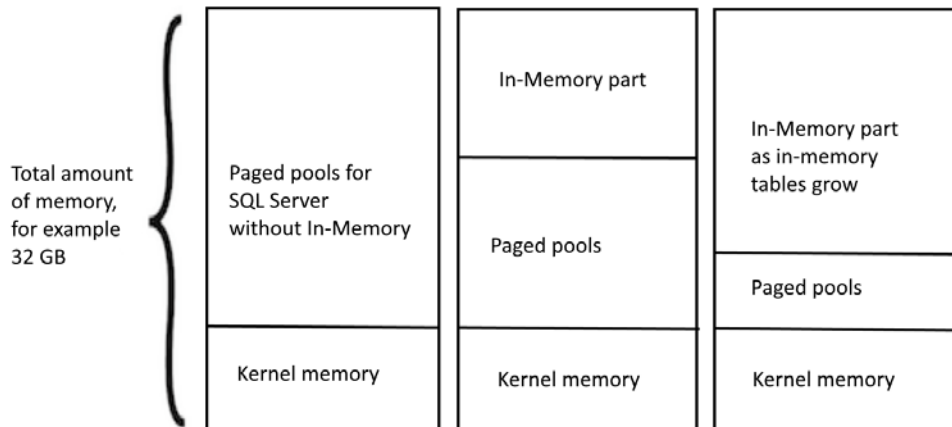 Total amount
of memory,
for example
32 GB
Paged pools for
SQL Server
without In-Memory
Kernel memory
In-Memory part
Paged pools
Kernel memory
In-Memory part
as in-memory
tables grow
Paged pools
Kernel memory